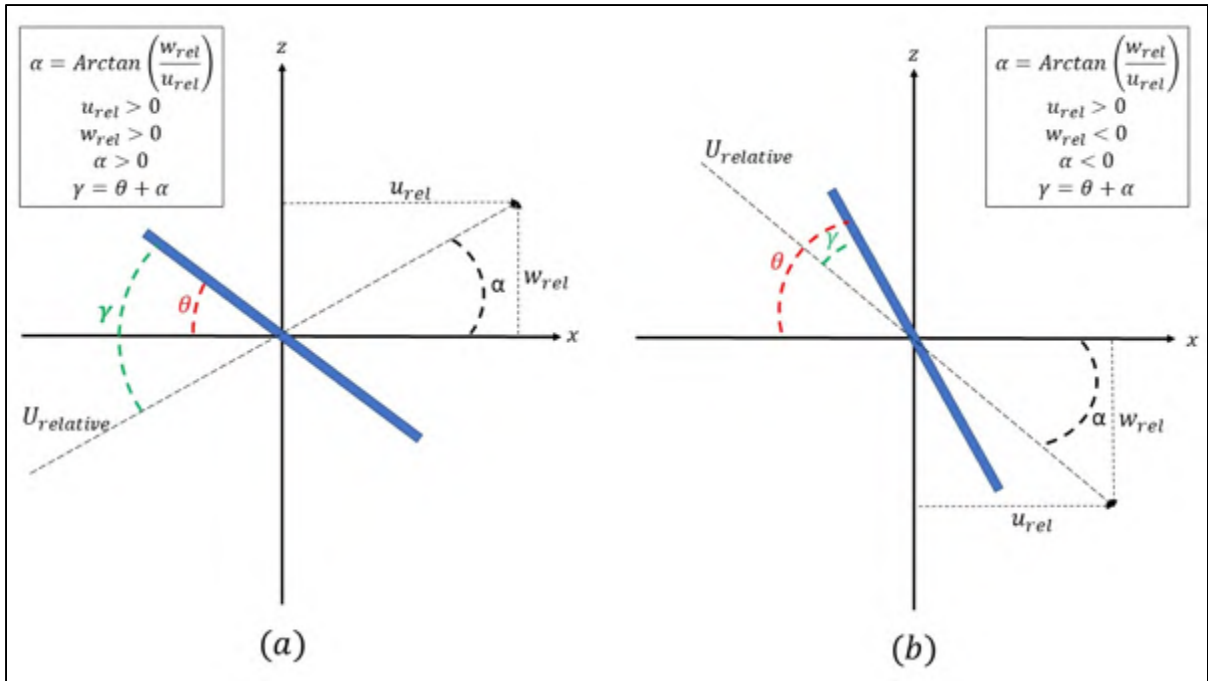 α = Arctan (w_rel / u_rel)
u_rel > 0
w_rel > 0
α > 0
γ = θ + α
z
u_rel
α
w_rel
γ
θ
x
U_relative
(a)
α = Arctan (w_rel / u_rel)
u_rel > 0
w_rel < 0
α < 0
γ = θ + α
z
U_relative
θ
γ
x
α
w_rel
u_rel
(b)